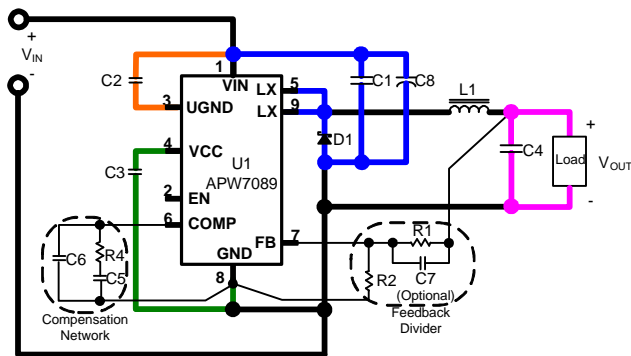 +
VIN
-
C2
1
VIN
3
UGND
4
VCC
C3
2
EN
6
COMP
U1
APW7089
LX
5
LX
9
FB
7
GND
8
D1
C1
C8
L1
C4
Load
+
VOUT
-
R1
R2
C7
(Optional)
Feedback
Divider
C6
R4
C5
Compensation
Network